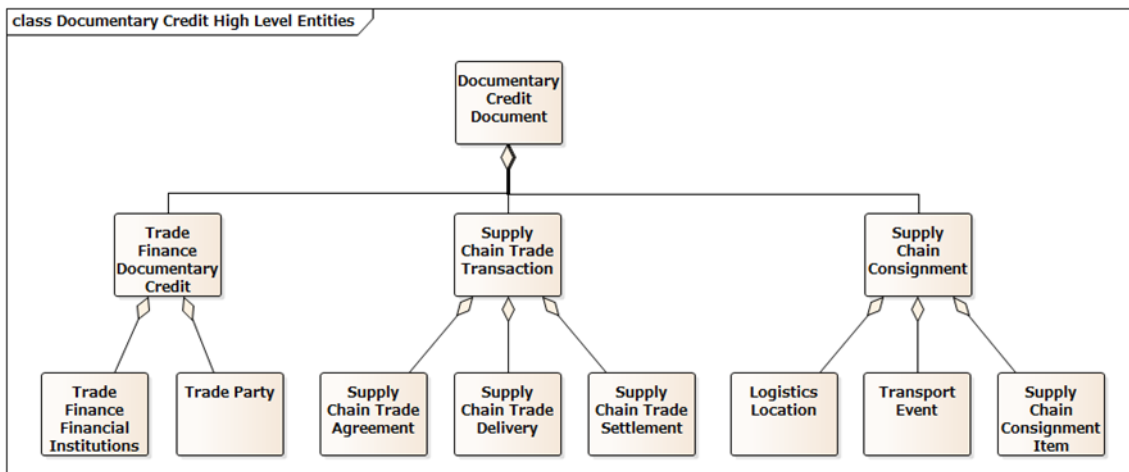 class Documentary Credit High Level Entities
Documentary
Credit
Document
Trade
Finance
Documentary
Credit
Supply
Chain Trade
Transaction
Supply
Chain
Consignment
Trade
Finance
Financial
Institutions
Trade Party
Supply
Chain Trade
Agreement
Supply
Chain Trade
Delivery
Supply
Chain Trade
Settlement
Logistics
Location
Transport
Event
Supply
Chain
Consignment
Item